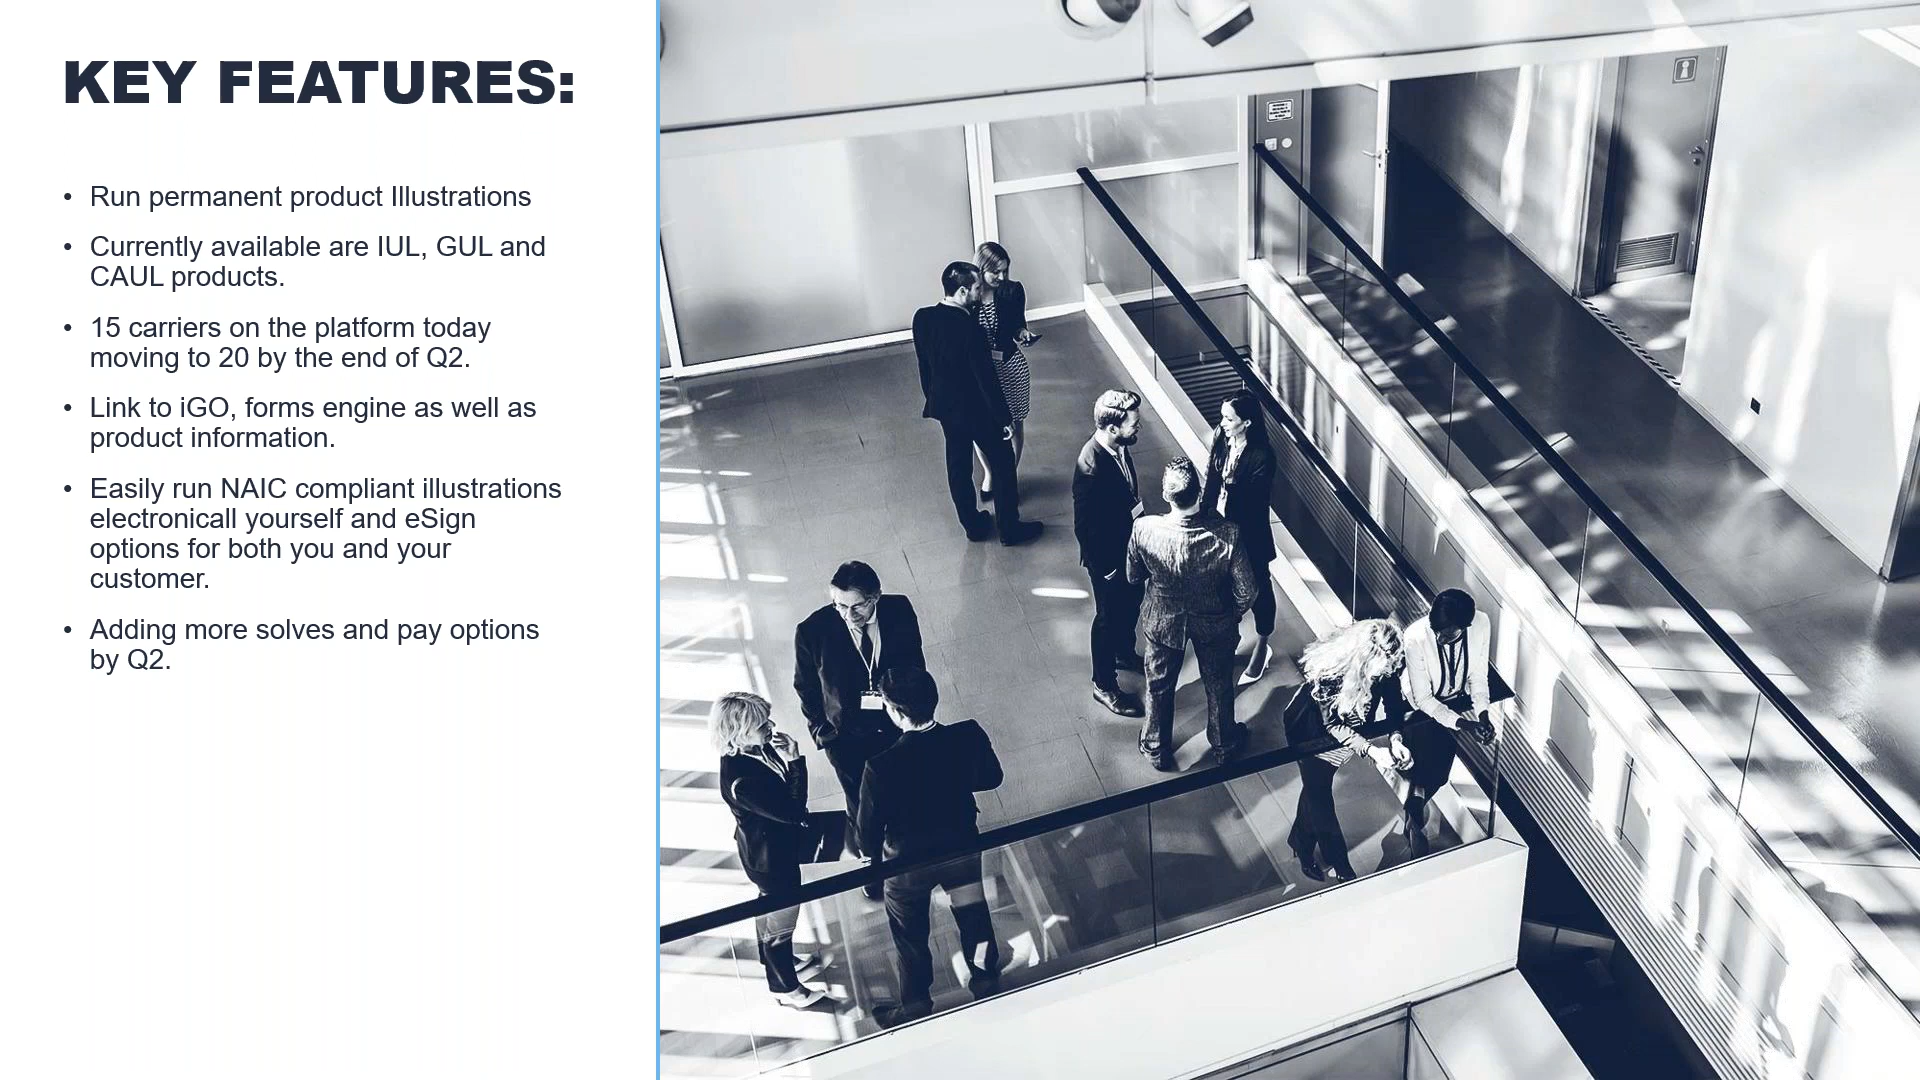 KEY FEATURES:
• Run permanent product Illustrations
• Currently available are IUL, GUL and
CAUL products.
• 15 carriers on the platform today
moving to 20 by the end of Q2.
• Link to iGO, forms engine as well as
product information.
• Easily run NAIC compliant illustrations
electronicall yourself and eSign
options for both you and your
customer.
• Adding more solves and pay options
by Q2.